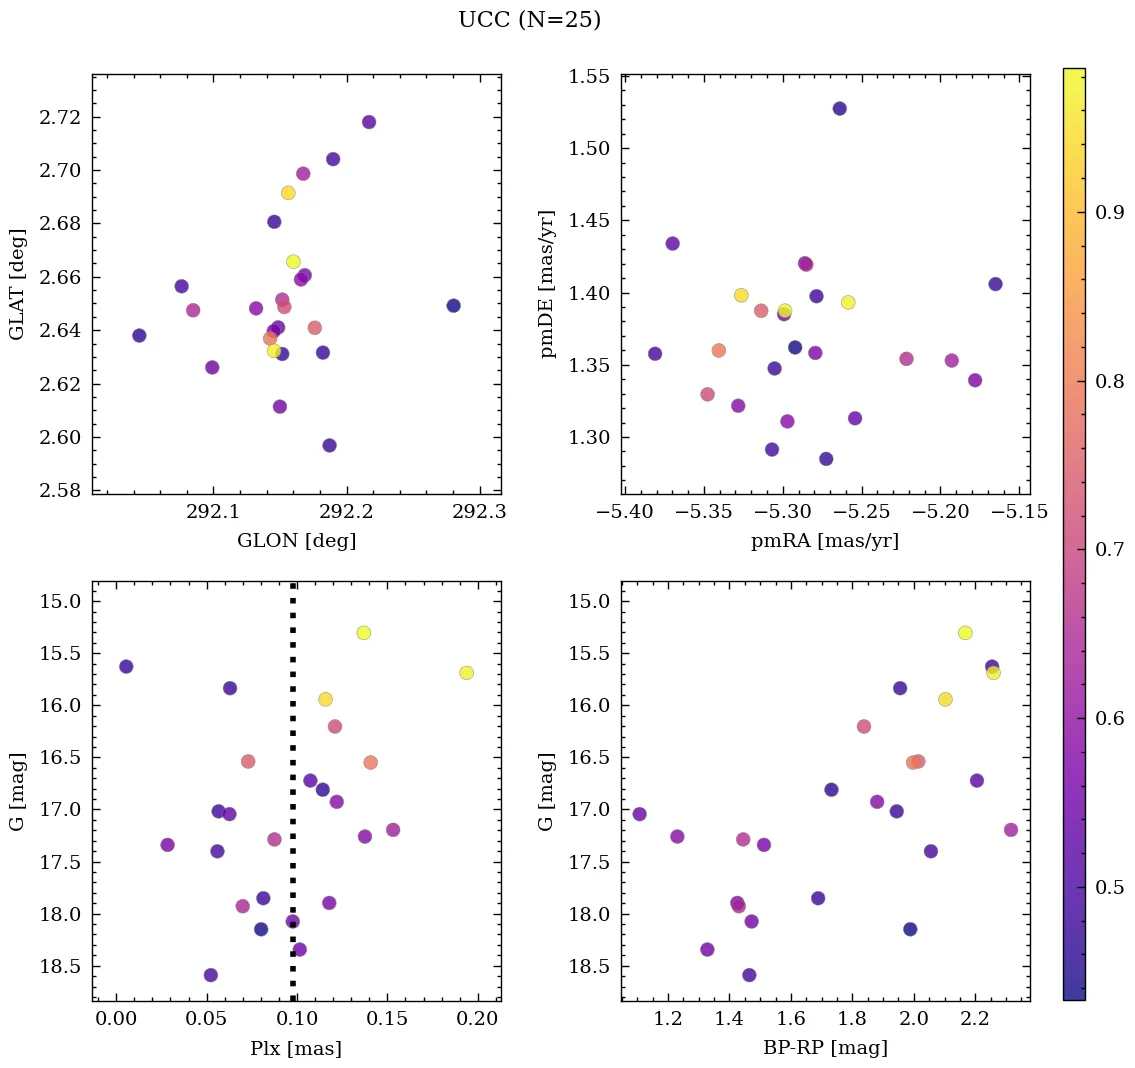 UCC (N=25)
2.72
2.70
2.68
2.66
2.64
2.62
2.60
2.58
GLAT [deg]
292.1 292.2 292.3
GLON [deg]
1.55
1.50
1.45
1.40
1.35
1.30
pmDE [mas/yr]
−5.40 −5.35 −5.30 −5.25 −5.20 −5.15
pmRA [mas/yr]
15.0
15.5
16.0
16.5
17.0
17.5
18.0
18.5
G [mag]
0.00 0.05 0.10 0.15 0.20
Plx [mas]
15.0
15.5
16.0
16.5
17.0
17.5
18.0
18.5
G [mag]
1.2 1.4 1.6 1.8 2.0 2.2
BP-RP [mag]
0.9
0.8
0.7
0.6
0.5